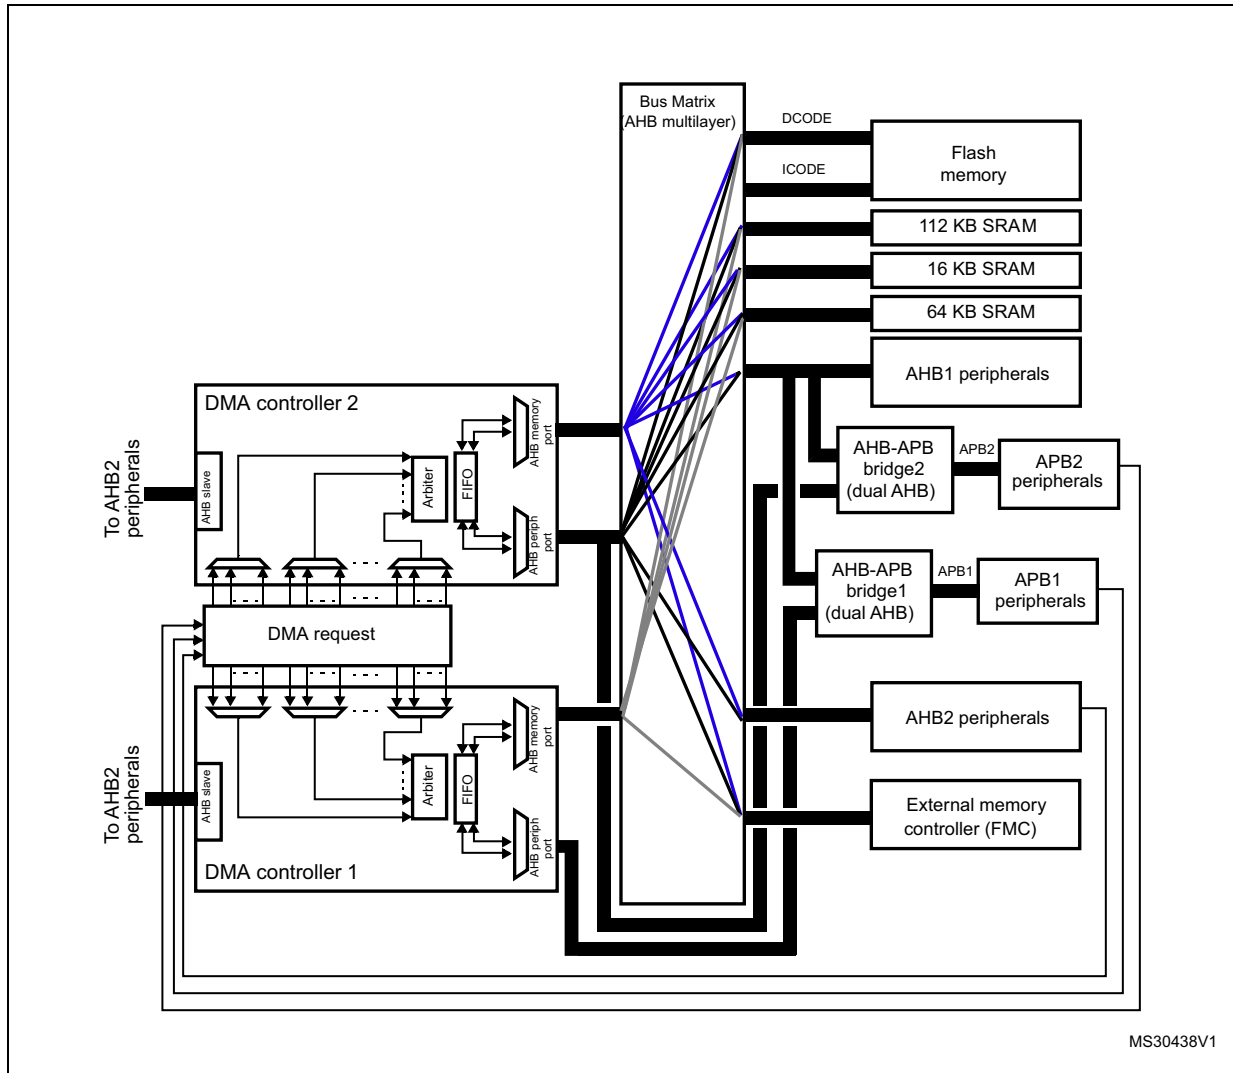 Bus Matrix
(AHB multilayer)
DCODE
ICODE
Flash
memory
112 KB SRAM
16 KB SRAM
64 KB SRAM
AHB1 peripherals
AHB-APB
bridge2
(dual AHB)
APB2
APB2
peripherals
AHB-APB
bridge1
(dual AHB)
APB1
APB1
peripherals
AHB2 peripherals
External memory
controller (FMC)
DMA controller 2
To AHB2
peripherals
AHB slave
Arbiter
FIFO
AHB memory
port
AHB periph
port
DMA request
To AHB2
peripherals
AHB slave
Arbiter
FIFO
AHB memory
port
AHB periph
port
DMA controller 1
MS30438V1